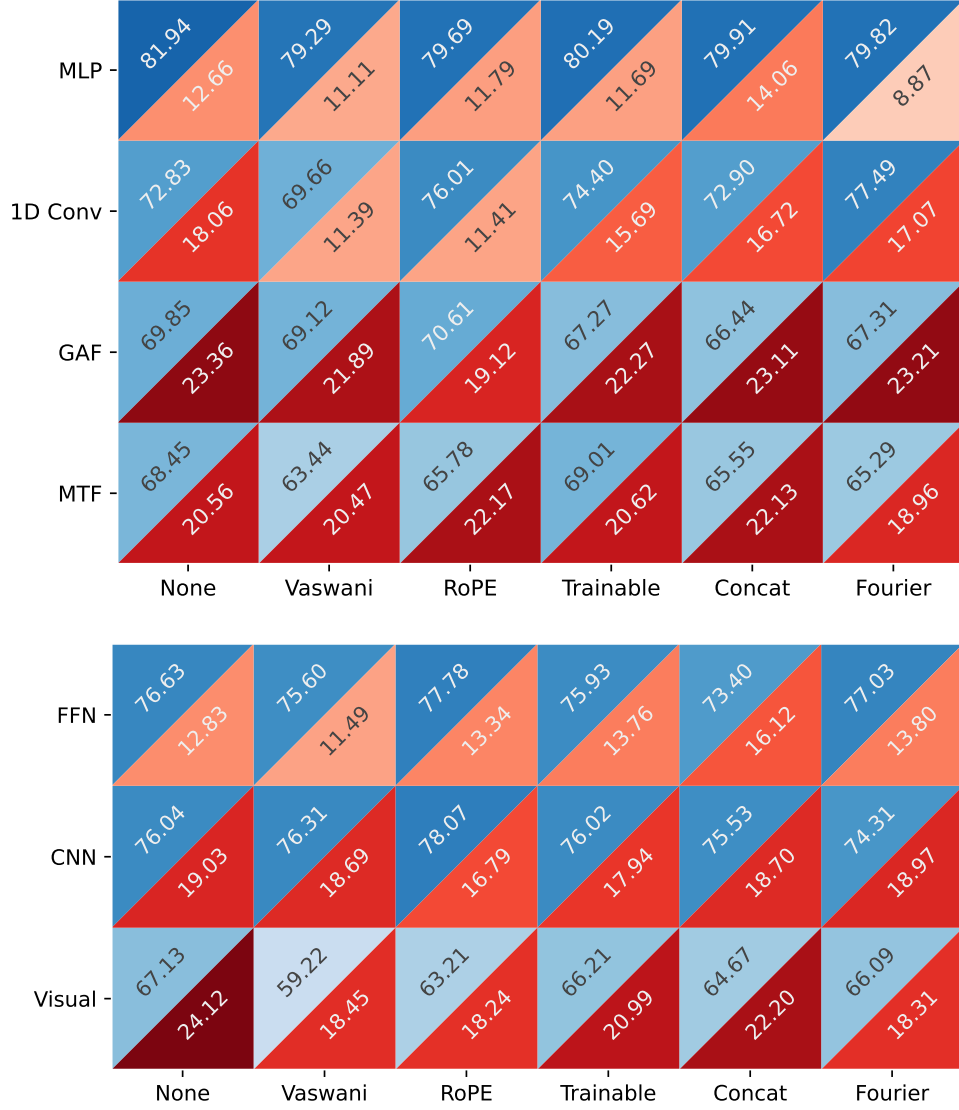 MLP 81.94 12.66 79.29 11.11 79.69 11.79 80.19 11.69 79.91 14.06 79.82 8.87
1D Conv 72.83 18.06 69.66 11.39 76.01 11.41 74.40 15.69 72.90 16.72 77.49 17.07
GAF 69.85 23.36 69.12 21.89 70.61 19.12 67.27 22.27 66.44 23.11 67.31 23.21
MTF 68.45 20.56 63.44 20.47 65.78 22.17 69.01 20.62 65.55 22.13 65.29 18.96
None Vaswani RoPE Trainable Concat Fourier
FFN 76.63 12.83 75.60 11.49 77.78 13.34 75.93 13.76 73.40 16.12 77.03 13.80
CNN 76.04 19.03 76.31 18.69 78.07 16.79 76.02 17.94 75.53 18.70 74.31 18.97
Visual 67.13 24.12 59.22 18.45 63.21 18.24 66.21 20.99 64.67 22.20 66.09 18.31
None Vaswani RoPE Trainable Concat Fourier